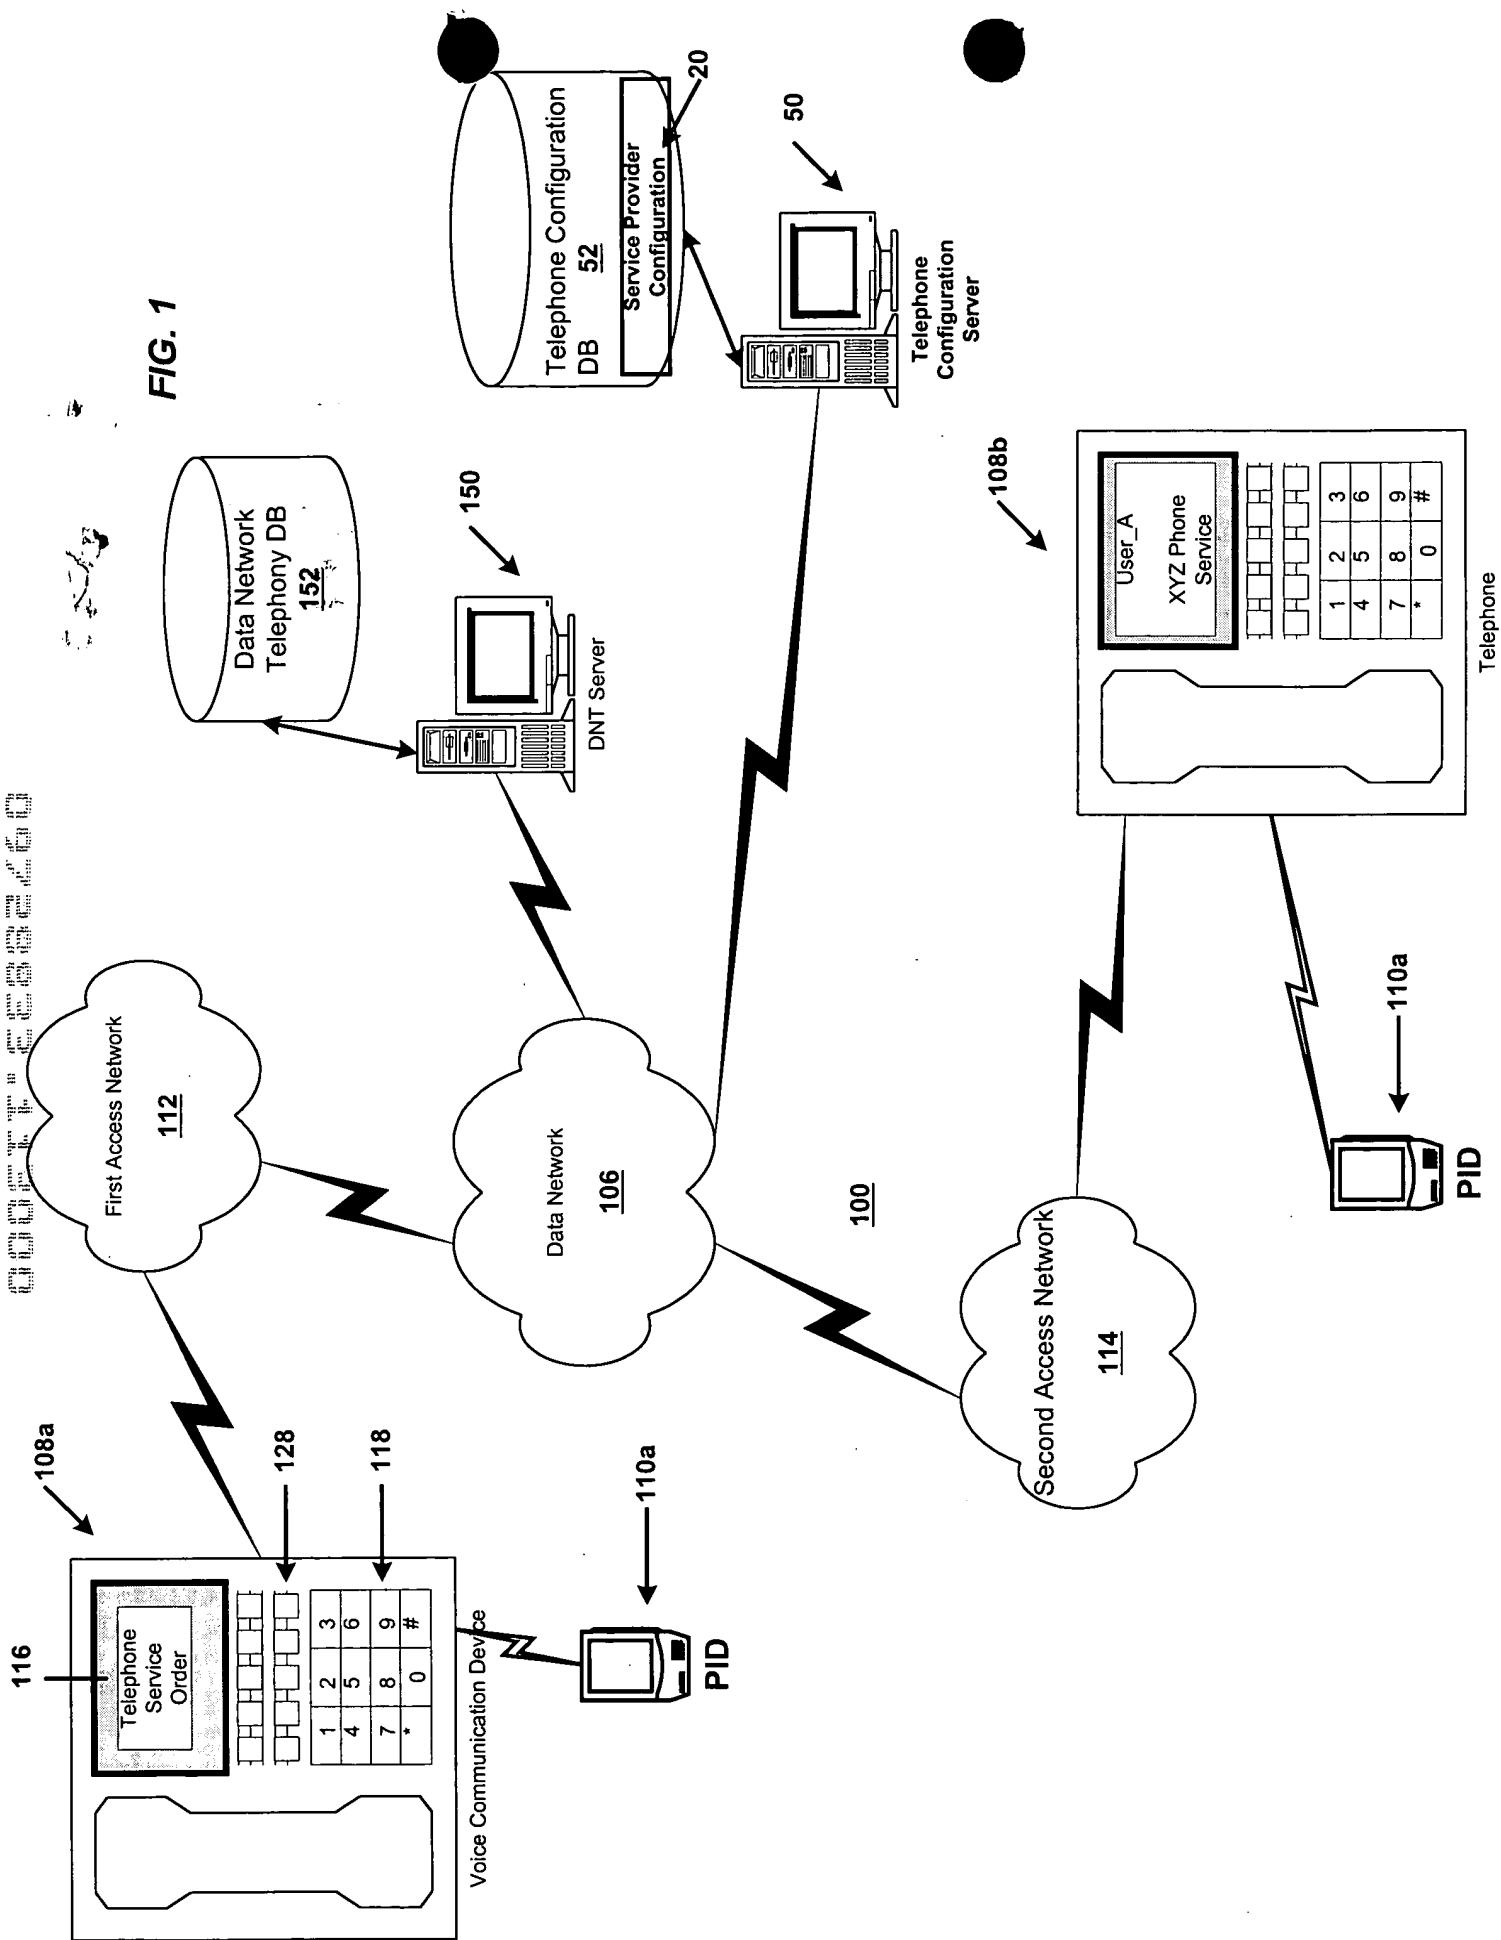 FIG. 1
116
Telephone
Service
Order
108a
128
118
1 2 3
4 5 6
7 8 9
* 0 #
Voice Communication Device
110a
PID
First Access Network
112
Data Network
106
100
Second Access Network
114
Data Network
Telephony DB
152
150
DNT Server
Telephone Configuration
DB
52
Service Provider
Configuration
20
50
Telephone
Configuration
Server
108b
User_A
XYZ Phone
Service
1 2 3
4 5 6
7 8 9
* 0 #
Telephone
110a
PID